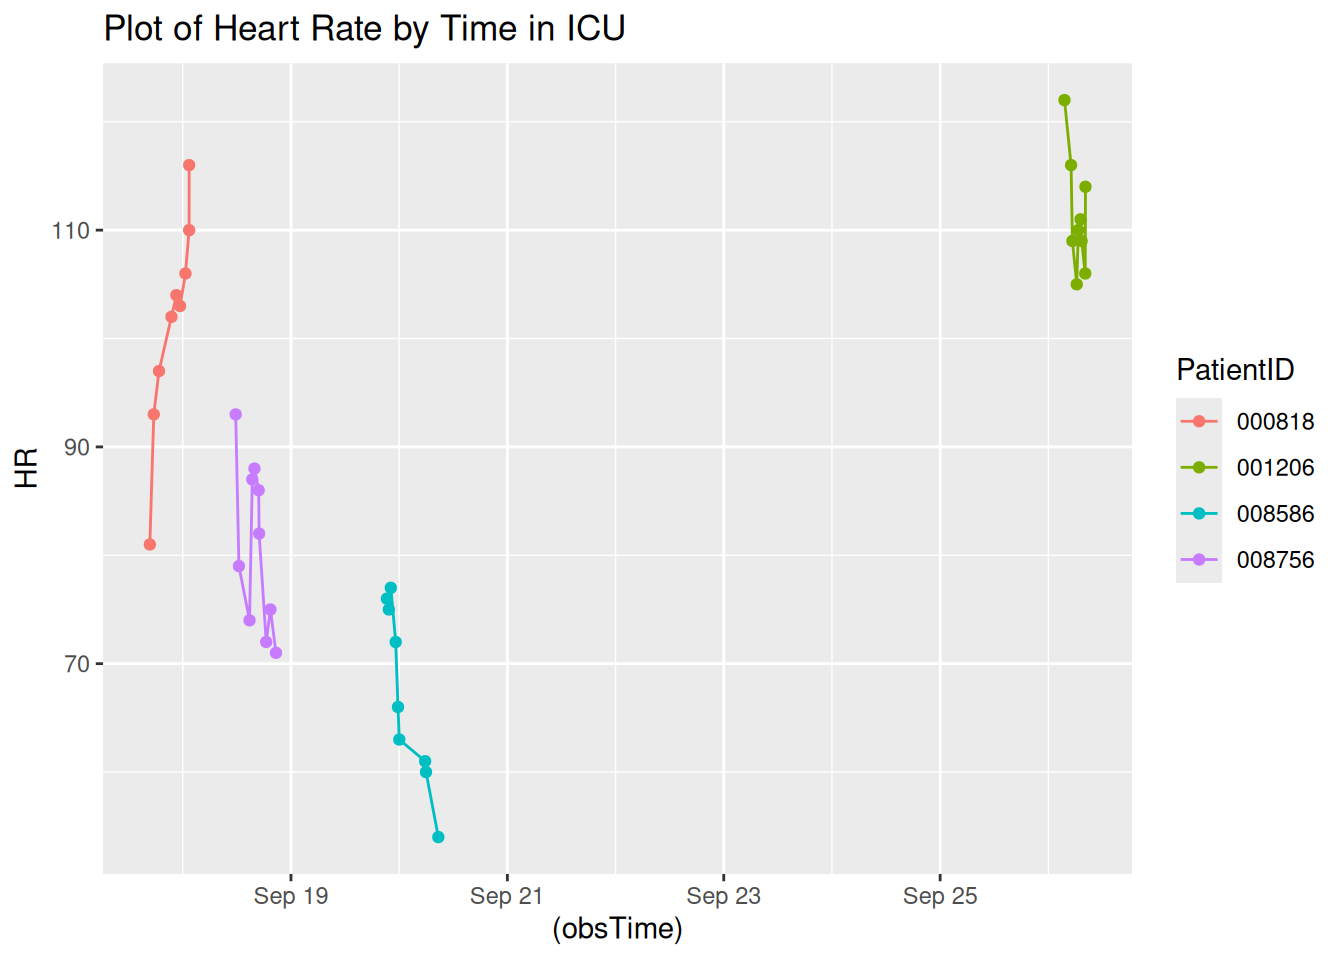 Plot of Heart Rate by Time in ICU
110
90
70
HR
Sep 19
Sep 21
Sep 23
Sep 25
(obsTime)
PatientID
000818
001206
008586
008756